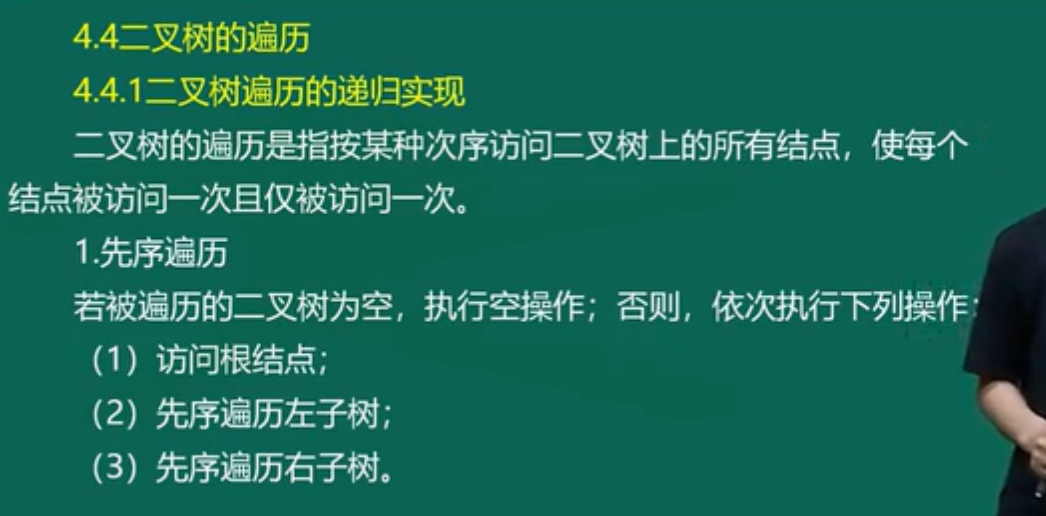 4.4二叉树的遍历
4.4.1二叉树遍历的递归实现
二叉树的遍历是指按某种次序访问二叉树上的所有结点，使每个
结点被访问一次且仅被访问一次。
1.先序遍历
若被遍历的二叉树为空，执行空操作；否则，依次执行下列操作：
（1）访问根结点；
（2）先序遍历左子树；
（3）先序遍历右子树。